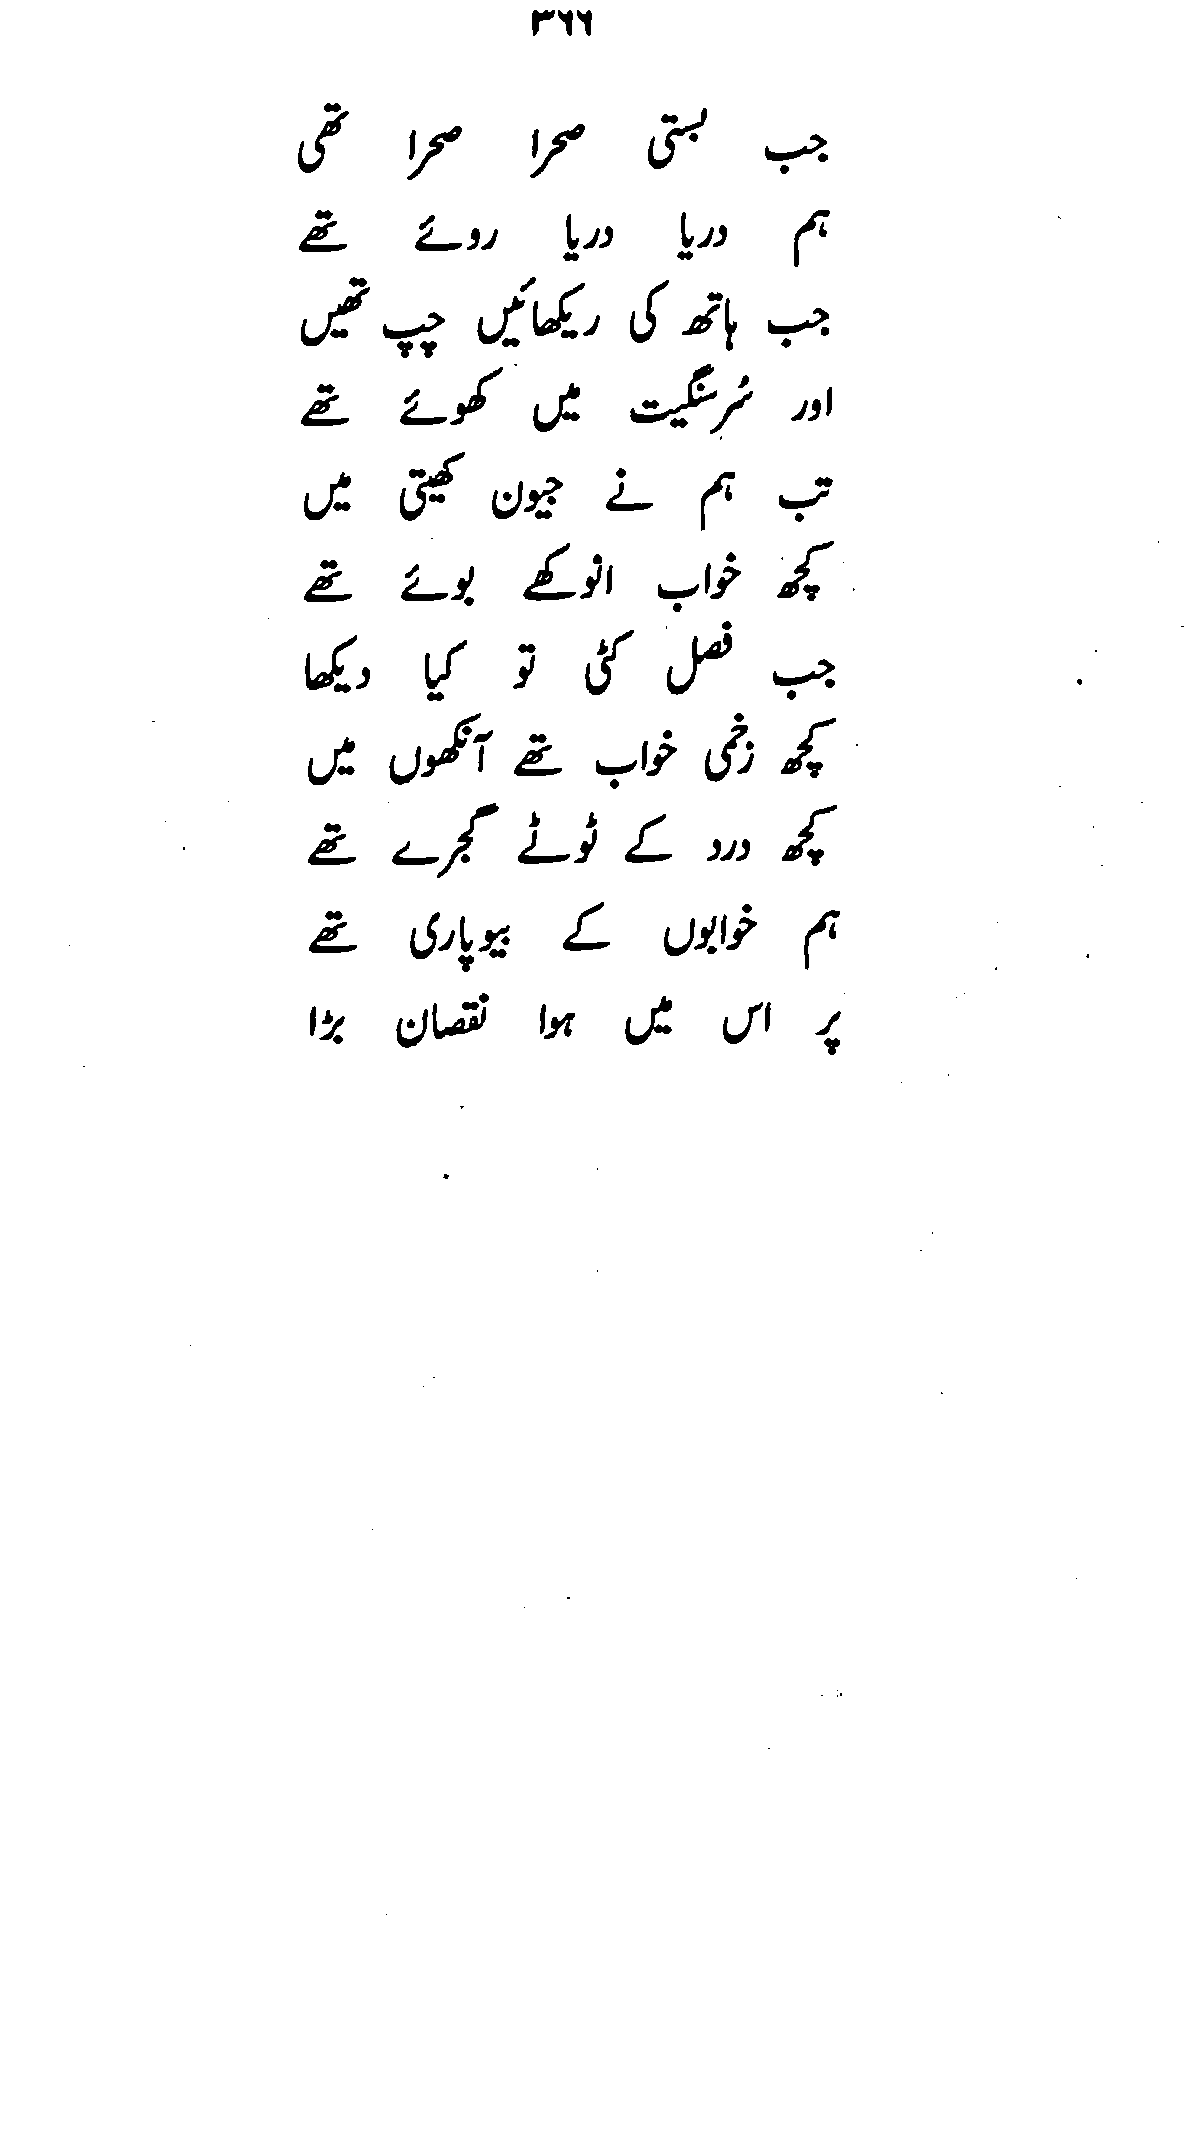 ۳۶۶
جب بستی صحرا صحرا تھی
ہم دریا دریا روئے تھے
جب ہاتھ کی ریکھائیں چپ تھیں
اور سُر سنگیت میں کھوئے تھے
تب ہم نے جیون کھیتی میں
کچھ خواب انوکھے بوئے تھے
جب فصل کٹی تو کیا دیکھا
کچھ زخمی خواب تھے آنکھوں میں
کچھ درد کے ٹوٹے گجرے تھے
ہم خوابوں کے بیوپاری تھے
پر اس میں ہوا نقصان بڑا